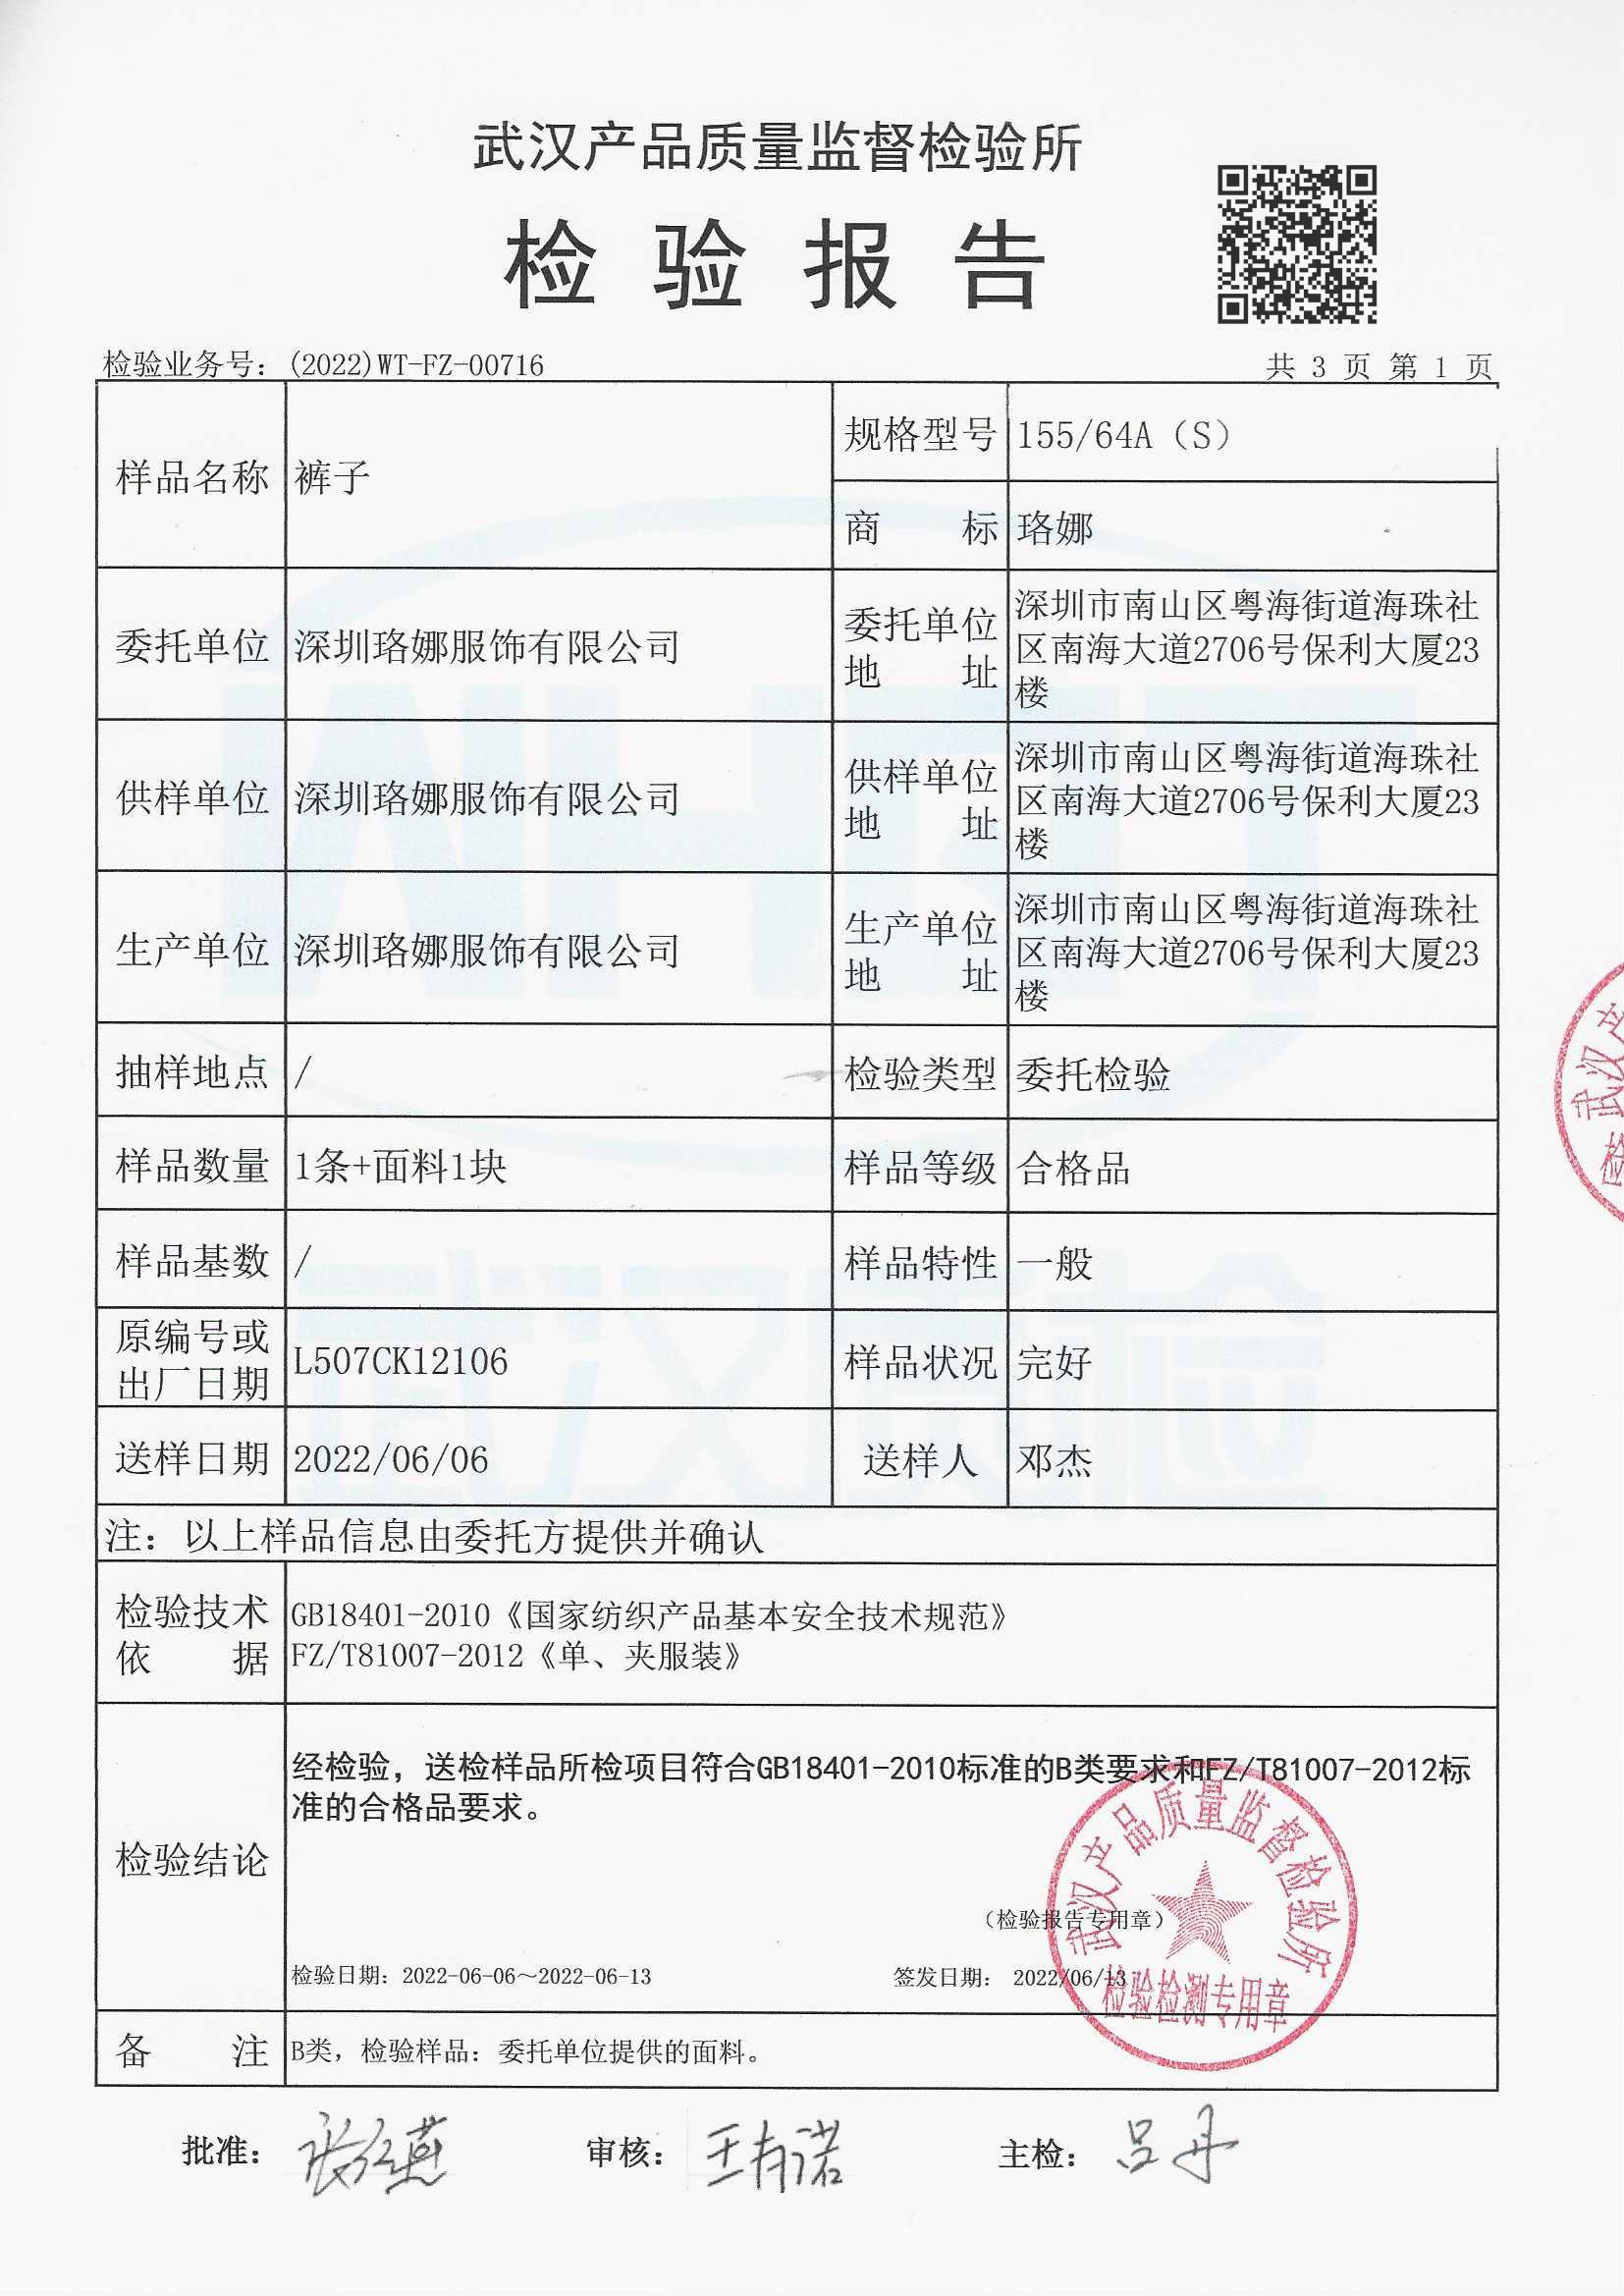 武汉产品质量监督检验所
检验报告
检验业务号：(2022)WT-FZ-00716
共 3 页 第 1 页
样品名称 裤子
规格型号 155/64A（S）
商 标 珞娜
委托单位 深圳珞娜服饰有限公司
委托单位
地 址
深圳市南山区粤海街道海珠社
区南海大道2706号保利大厦23
楼
供样单位 深圳珞娜服饰有限公司
供样单位
地 址
深圳市南山区粤海街道海珠社
区南海大道2706号保利大厦23
楼
生产单位 深圳珞娜服饰有限公司
生产单位
地 址
深圳市南山区粤海街道海珠社
区南海大道2706号保利大厦23
楼
抽样地点 / 检验类型 委托检验
样品数量 1条+面料1块 样品等级 合格品
样品基数 / 样品特性 一般
原编号或
出厂日期
L507CK12106 样品状况 完好
送样日期 2022/06/06 送样人 邓杰
注：以上样品信息由委托方提供并确认
检验技术
依 据
GB18401-2010《国家纺织产品基本安全技术规范》
FZ/T81007-2012《单、夹服装》
检验结论
经检验，送检样品所检项目符合GB18401-2010标准的B类要求和FZ/T81007-2012标
准的合格品要求。
（检验报告专用章）
检验日期：2022-06-06～2022-06-13
签发日期： 2022/06/13
武汉产品质量监督检验所
检验检测专用章
备 注 B类，检验样品：委托单位提供的面料。
批准：
审核：
主检：吕丹
武汉产
检